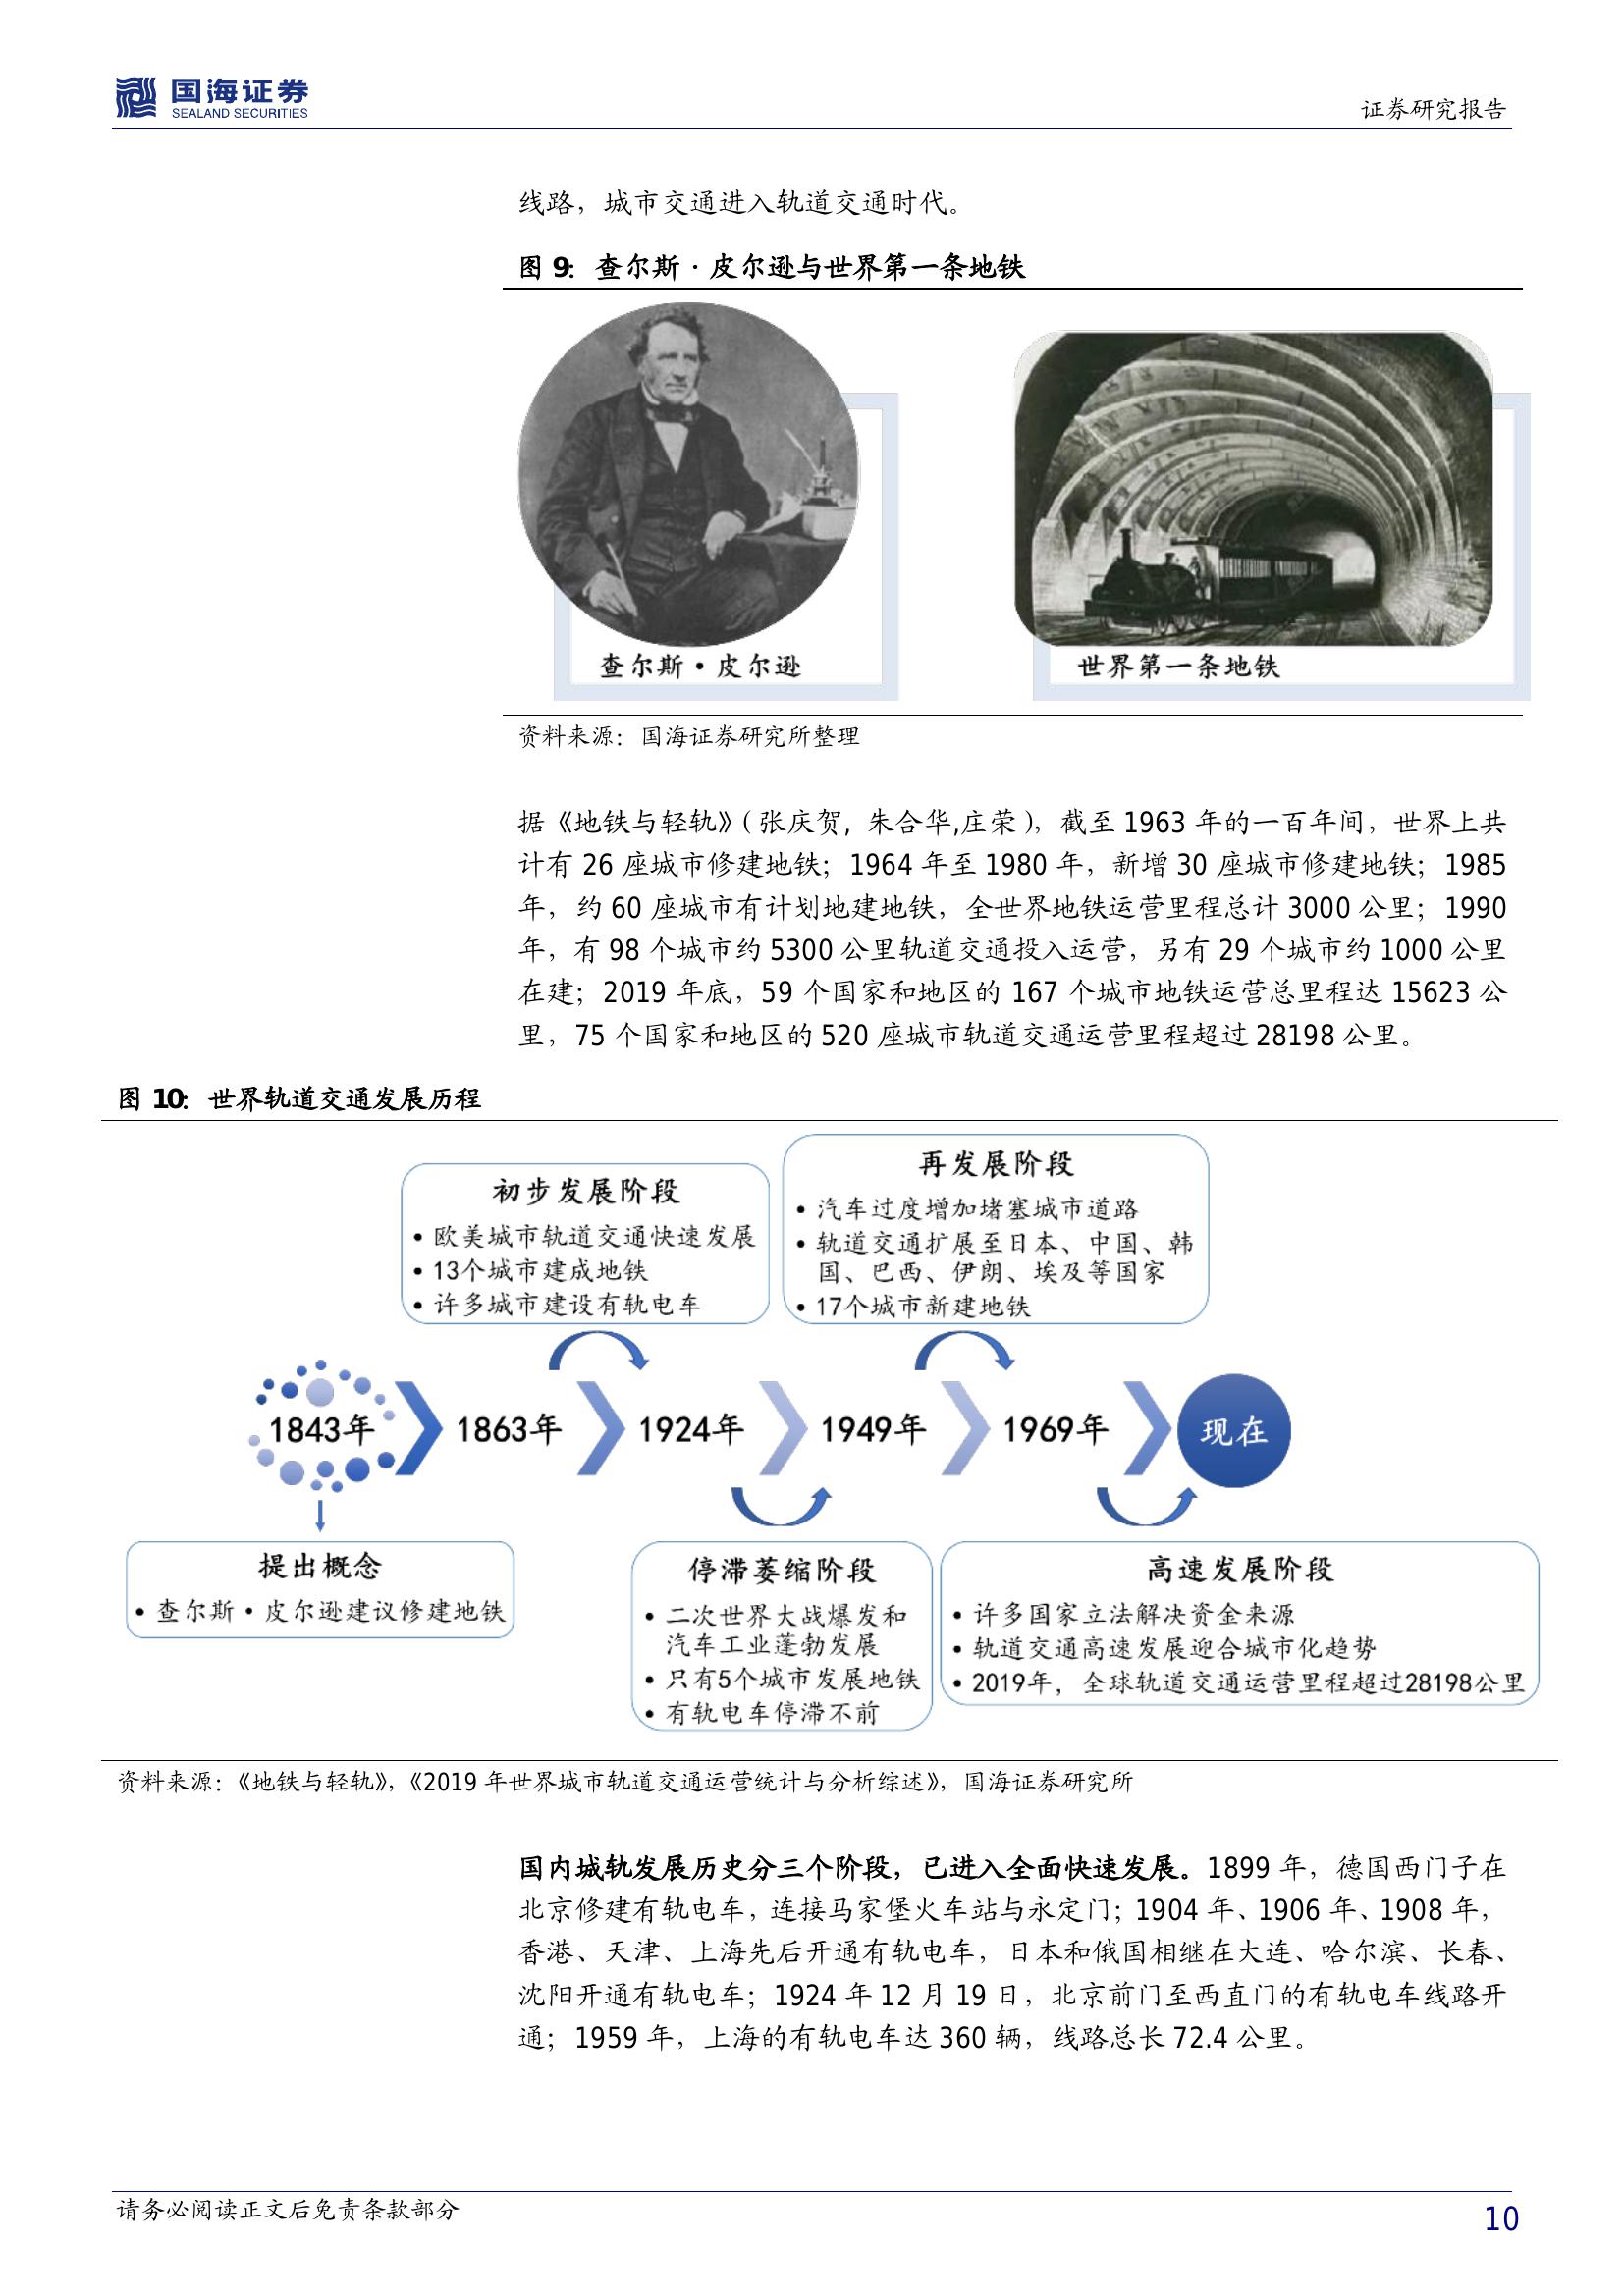 国海证券
SEALAND SECURITIES
证券研究报告
线路，城市交通进入轨道交通时代。
图 9：查尔斯·皮尔逊与世界第一条地铁
查尔斯·皮尔逊
世界第一条地铁
资料来源：国海证券研究所整理
据《地铁与轻轨》（张庆贺, 朱合华,庄荣），截至 1963 年的一百年间，世界上共
计有 26 座城市修建地铁；1964 年至 1980 年，新增 30 座城市修建地铁；1985
年，约 60 座城市有计划地建地铁，全世界地铁运营里程总计 3000 公里；1990
年，有 98 个城市约 5300 公里轨道交通投入运营，另有 29 个城市约 1000 公里
在建；2019 年底，59 个国家和地区的 167 个城市地铁运营总里程达 15623 公
里，75 个国家和地区的 520 座城市轨道交通运营里程超过 28198 公里。
图 10：世界轨道交通发展历程
初步发展阶段
• 欧美城市轨道交通快速发展
• 13个城市建成地铁
• 许多城市建设有轨电车
再发展阶段
• 汽车过度增加堵塞城市道路
• 轨道交通扩展至日本、中国、韩
国、巴西、伊朗、埃及等国家
• 17个城市新建地铁
1843年 1863年 1924年 1949年 1969年 现在
提出概念
• 查尔斯·皮尔逊建议修建地铁
停滞萎缩阶段
• 二次世界大战爆发和
汽车工业蓬勃发展
• 只有5个城市发展地铁
• 有轨电车停滞不前
高速发展阶段
• 许多国家立法解决资金来源
• 轨道交通高速发展迎合城市化趋势
• 2019年，全球轨道交通运营里程超过28198公里
资料来源：《地铁与轻轨》，《2019 年世界城市轨道交通运营统计与分析综述》，国海证券研究所
国内城轨发展历史分三个阶段，已进入全面快速发展。1899 年，德国西门子在
北京修建有轨电车，连接马家堡火车站与永定门；1904 年、1906 年、1908 年，
香港、天津、上海先后开通有轨电车，日本和俄国相继在大连、哈尔滨、长春、
沈阳开通有轨电车；1924 年 12 月 19 日，北京前门至西直门的有轨电车线路开
通；1959 年，上海的有轨电车达 360 辆，线路总长 72.4 公里。
请务必阅读正文后免责条款部分
10